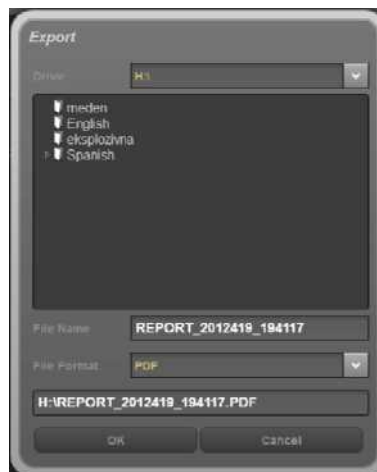 Export
Drive: H:\
meden
English
eksplozivna
Spanish
File Name REPORT_2012419_194117
File Format PDF
H:\REPORT_2012419_194117.PDF
OK Cancel